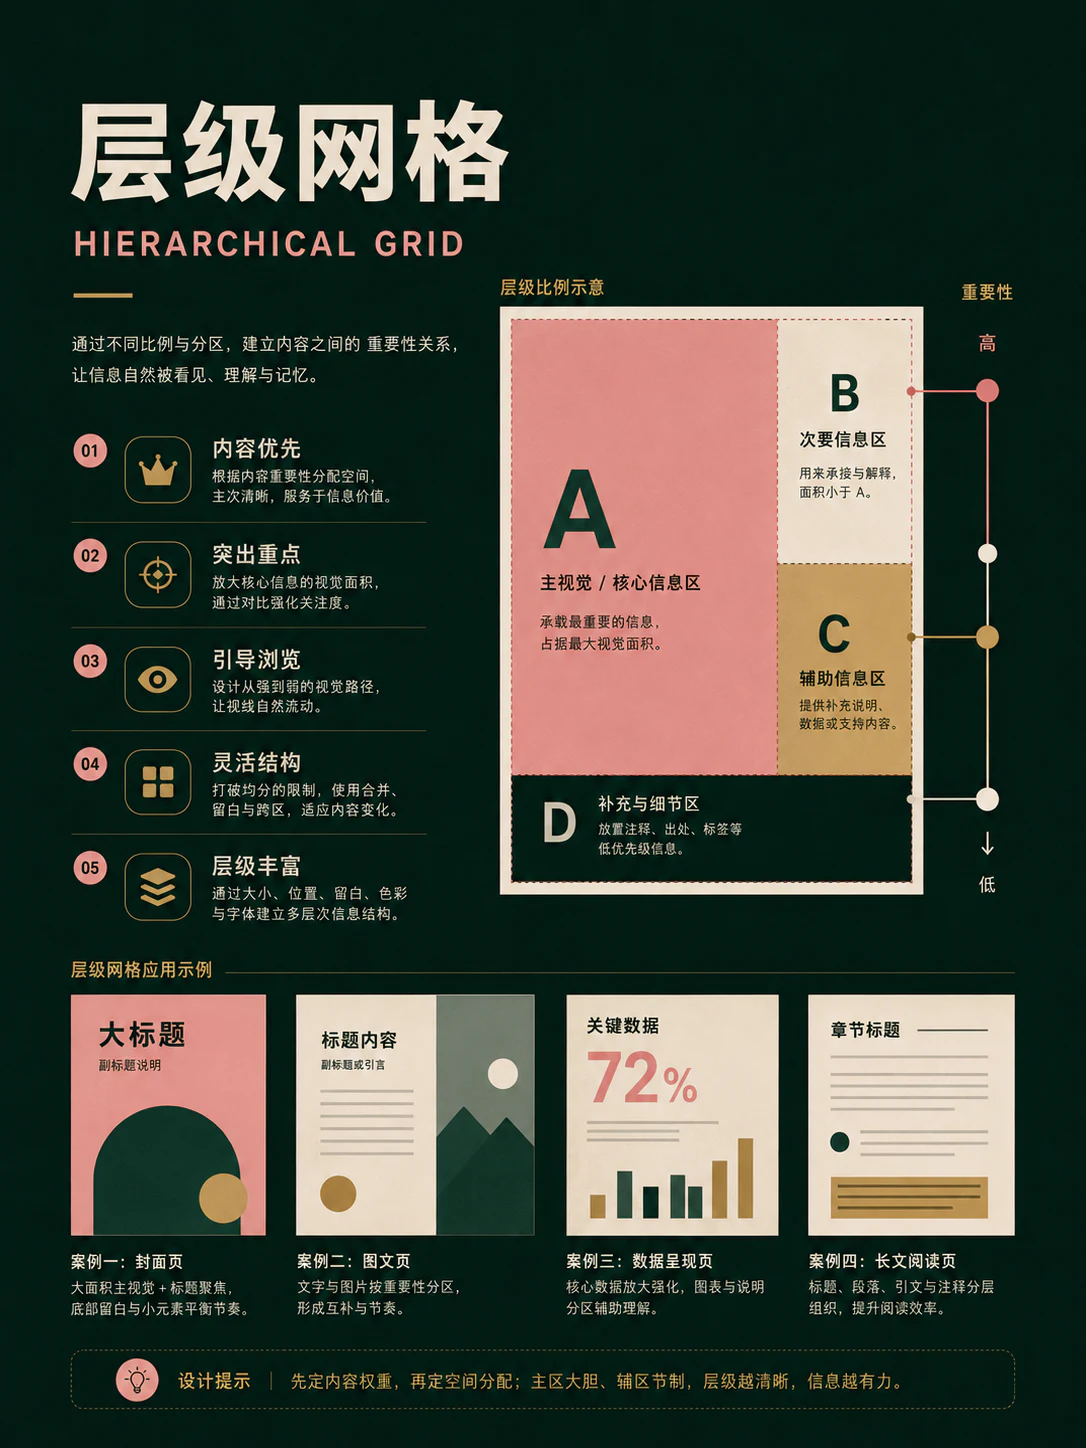 层级网格
HIERARCHICAL GRID
通过不同比例与分区，建立内容之间的 重要性关系，
让信息自然被看见、理解与记忆。
01
内容优先
根据内容重要性分配空间，
主次清晰，服务于信息价值。
02
突出重点
放大核心信息的视觉面积，
通过对比强化关注度。
03
引导浏览
设计从强到弱的视觉路径，
让视线自然流动。
04
灵活结构
打破均分的限制，使用合并、
留白与跨区，适应内容变化。
05
层级丰富
通过大小、位置、留白、色彩
与字体建立多层次信息结构。
层级比例示意
A
主视觉 / 核心信息区
承载最重要的信息，
占据最大视觉面积。
B
次要信息区
用来承接与解释，
面积小于 A。
C
辅助信息区
提供补充说明、
数据或支持内容。
D
补充与细节区
放置注释、出处、标签等
低优先级信息。
重要性
高
↓
低
层级网格应用示例
大标题
副标题说明
案例一：封面页
大面积主视觉 + 标题聚焦，
底部留白与小元素平衡节奏。
标题内容
副标题或引言
案例二：图文页
文字与图片按重要性分区，
形成互补与节奏。
关键数据
72%
案例三：数据呈现页
核心数据放大强化，图表与说明
分区辅助理解。
章节标题
案例四：长文阅读页
标题、段落、引文与注释分层
组织，提升阅读效率。
设计提示
先定内容权重，再定空间分配；主区大胆、辅区节制，层级越清晰，信息越有力。